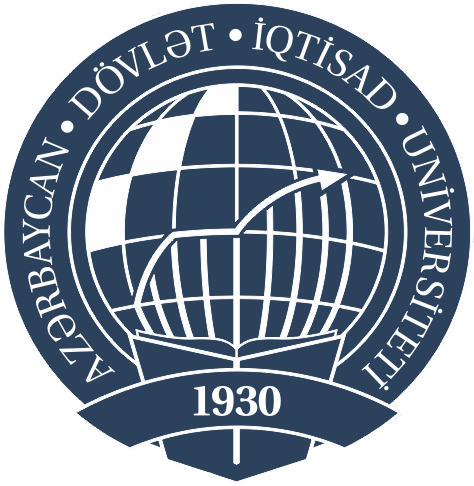 AZƏRBAYCAN • DÖVLƏT • İQTİSAD • UNİVERSİTETİ
1930